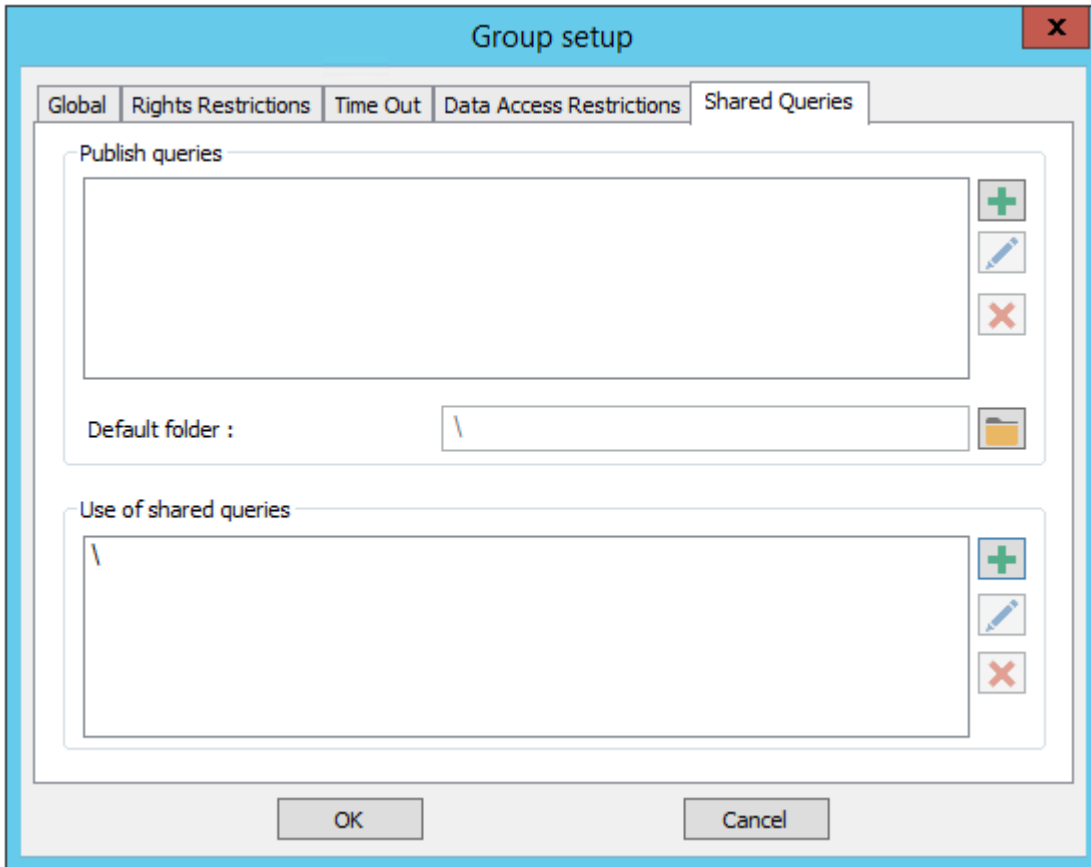 Group setup
x
Global Rights Restrictions Time Out Data Access Restrictions Shared Queries
Publish queries
Default folder : \
Use of shared queries
\
OK Cancel